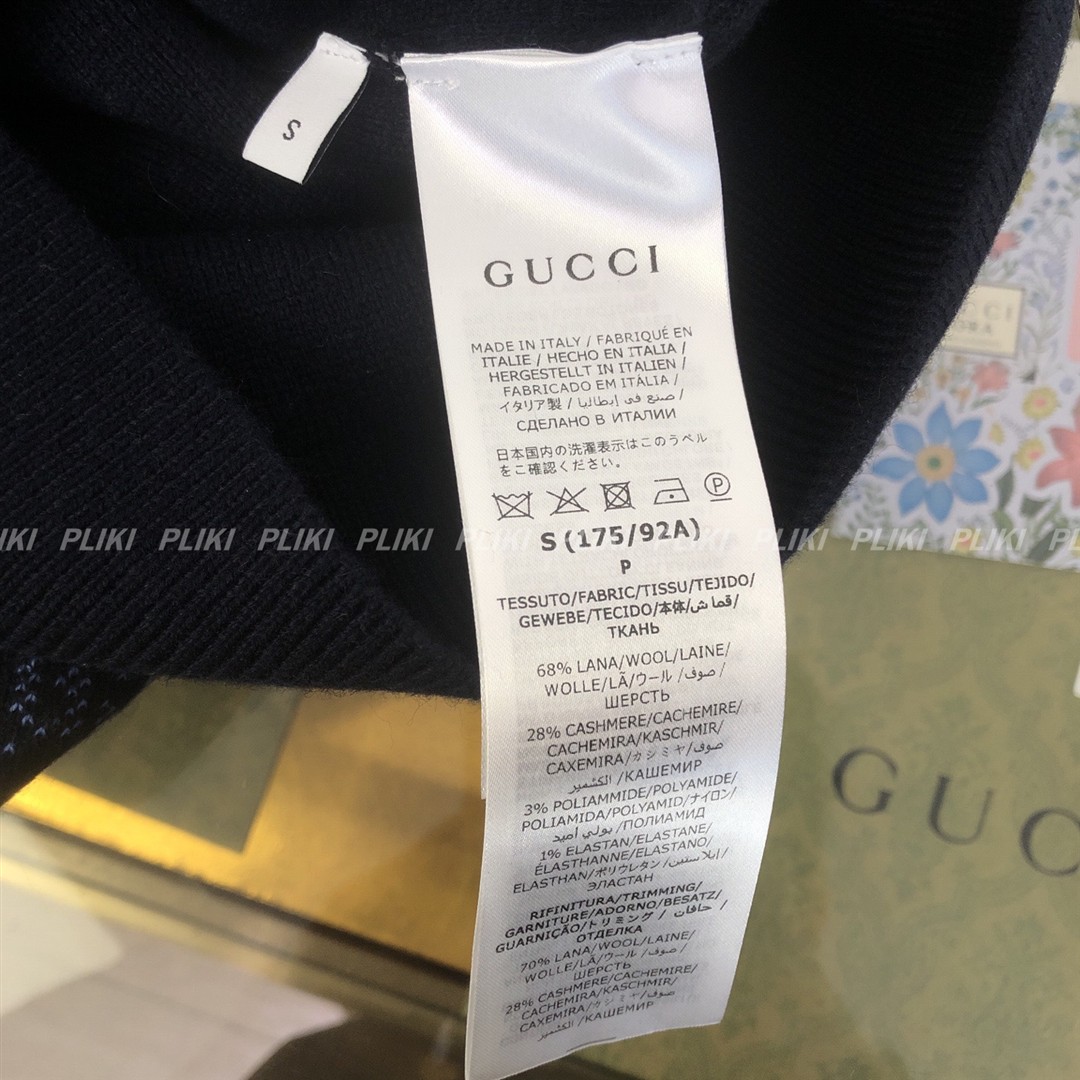 S
GUCCI
MADE IN ITALY / FABRIQUÉ EN
ITALIE / HECHO EN ITALIA /
HERGESTELLT IN ITALIEN /
FABRICADO EM ITÁLIA /
イタリア製 / صنع في إيطاليا /
СДЕЛАНО В ИТАЛИИ
日本国内の洗濯表示はこのラベル
をご確認ください。
P
S (175/92A)
P
PLIKI PLIKI PLIKI PLIKI PLIKI PLIKI PLIKI PLIKI PLIKI PLIKI
TESSUTO/FABRIC/TISSU/TEJIDO/
GEWEBE/TECIDO/本体/قماش/
ТКАНЬ
68% LANA/WOOL/LAINE/
WOLLE/LÃ/ウール /صوف/
ШЕРСТЬ
28% CASHMERE/CACHEMIRE/
CACHEMIRA/KASCHMIR/
CAXEMIRA/カシミヤ/صوف
الكشمير /КАШЕМИР
3% POLIAMMIDE/POLYAMIDE/
POLIAMIDA/POLYAMID/ナイロン/
بولي أميد/ПОЛИАМИД
1% ELASTAN/ELASTANE/
ÉLASTHANNE/ELASTANO/
ELASTHAN/ポリウレタン /إيلاستين/
ЭЛАСТАН
RIFINITURA/TRIMMING/
GARNITURE/ADORNO/BESATZ/
GUARNIÇÃO/トリミング / حافات /
ОТДЕЛКА
70% LANA/WOOL/LAINE/
WOLLE/LÃ/ウール /صوف/
ШЕРСТЬ
28% CASHMERE/CACHEMIRE/
CACHEMIRA/KASCHMIR/
CAXEMIRA/カシミヤ/صوف
الكشمير /КАШЕМИР
GUC